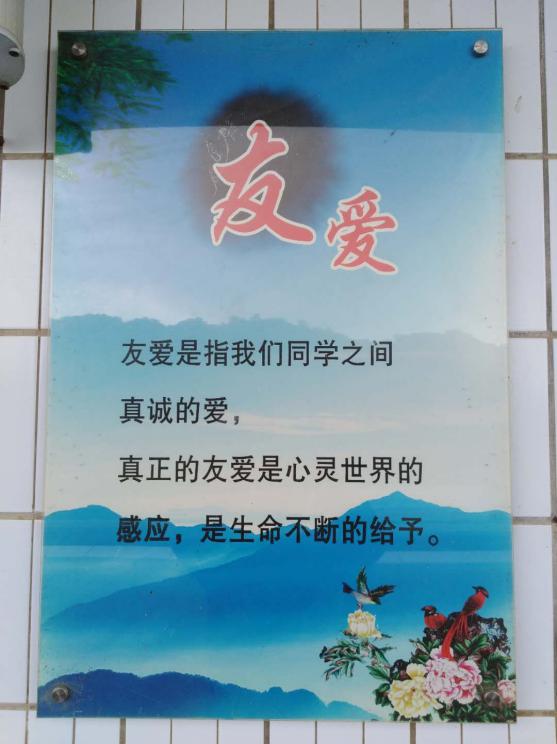 友爱
友爱是指我们同学之间
真诚的爱，
真正的友爱是心灵世界的
感应，是生命不断的给予。